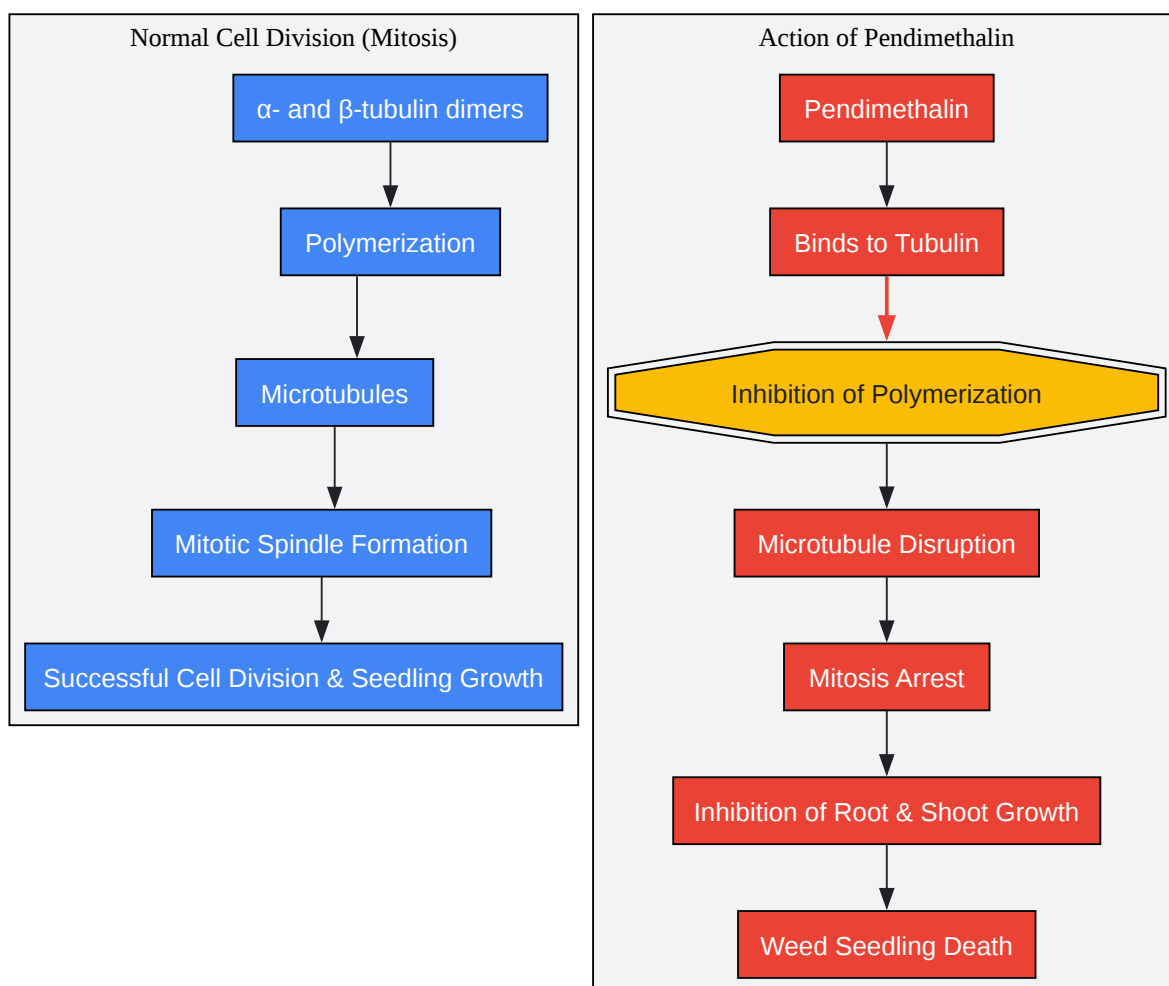 Normal Cell Division (Mitosis)
α- and β-tubulin dimers
Polymerization
Microtubules
Mitotic Spindle Formation
Successful Cell Division & Seedling Growth
Action of Pendimethalin
Pendimethalin
Binds to Tubulin
Inhibition of Polymerization
Microtubule Disruption
Mitosis Arrest
Inhibition of Root & Shoot Growth
Weed Seedling Death